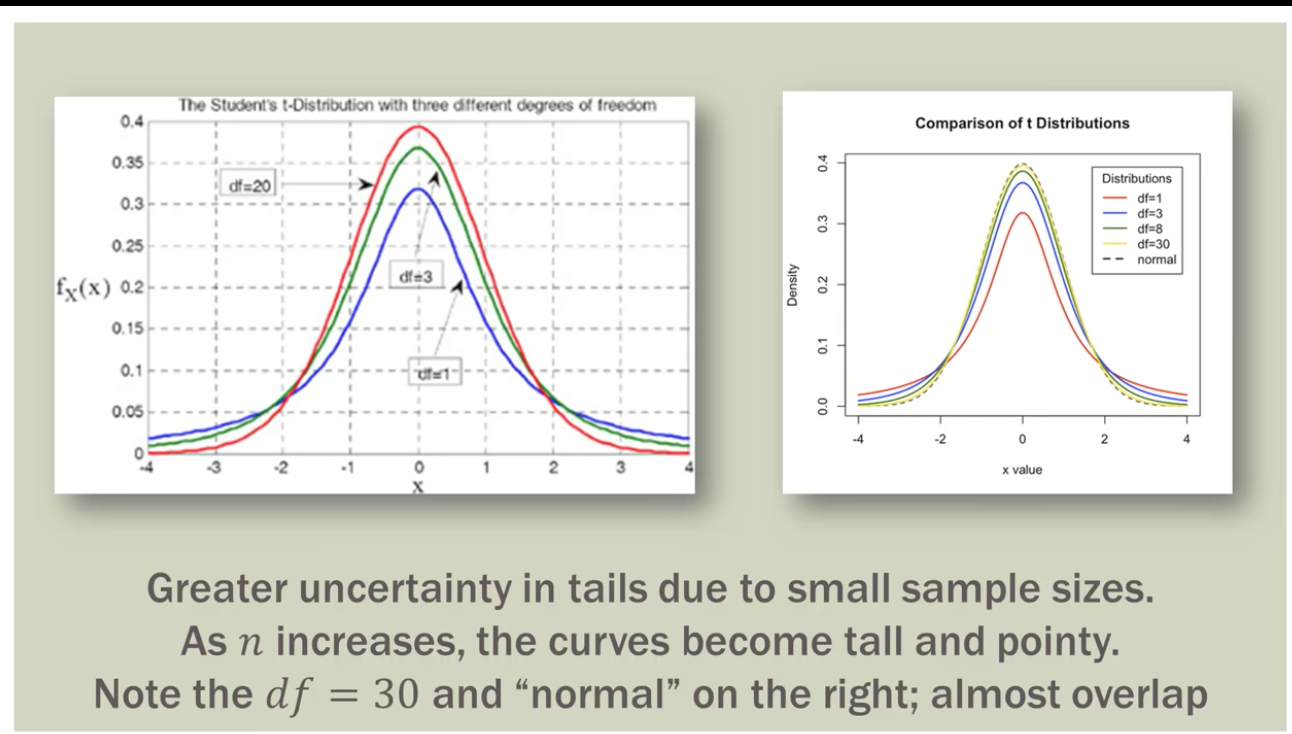 The Student's t-Distribution with three different degrees of freedom
0.4
0.35
0.3
0.25
0.2
0.15
0.1
0.05
0
fX(x)
df=20
df=3
df=1
-4 -3 -2 -1 0 1 2 3 4
x
Comparison of t Distributions
Density
0.4
0.3
0.2
0.1
0.0
Distributions
df=1
df=3
df=8
df=30
normal
-4 -2 0 2 4
x value
Greater uncertainty in tails due to small sample sizes.
As n increases, the curves become tall and pointy.
Note the df = 30 and “normal” on the right; almost overlap